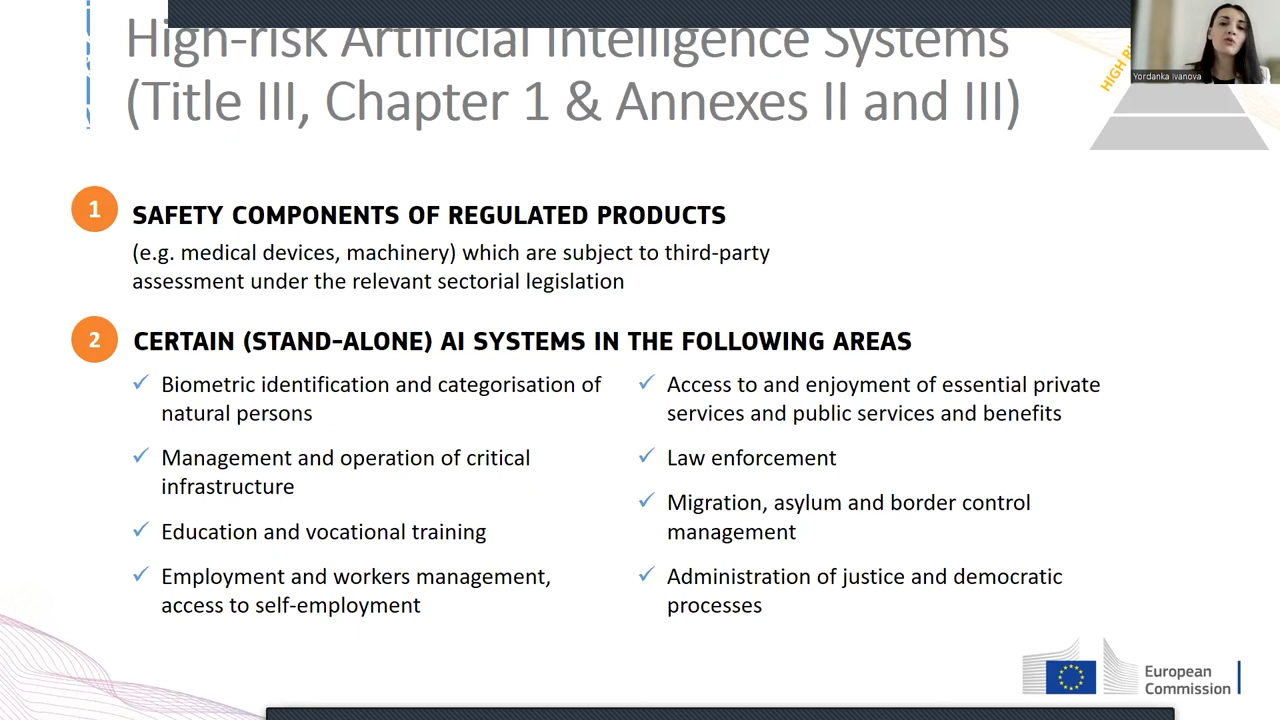 High-risk Artificial Intelligence Systems
(Title III, Chapter 1 & Annexes II and III)
HIGH
Yordanka Ivanova
1
SAFETY COMPONENTS OF REGULATED PRODUCTS
(e.g. medical devices, machinery) which are subject to third-party
assessment under the relevant sectorial legislation
2
CERTAIN (STAND-ALONE) AI SYSTEMS IN THE FOLLOWING AREAS
Biometric identification and categorisation of
natural persons
Management and operation of critical
infrastructure
Education and vocational training
Employment and workers management,
access to self-employment
Access to and enjoyment of essential private
services and public services and benefits
Law enforcement
Migration, asylum and border control
management
Administration of justice and democratic
processes
European
Commission